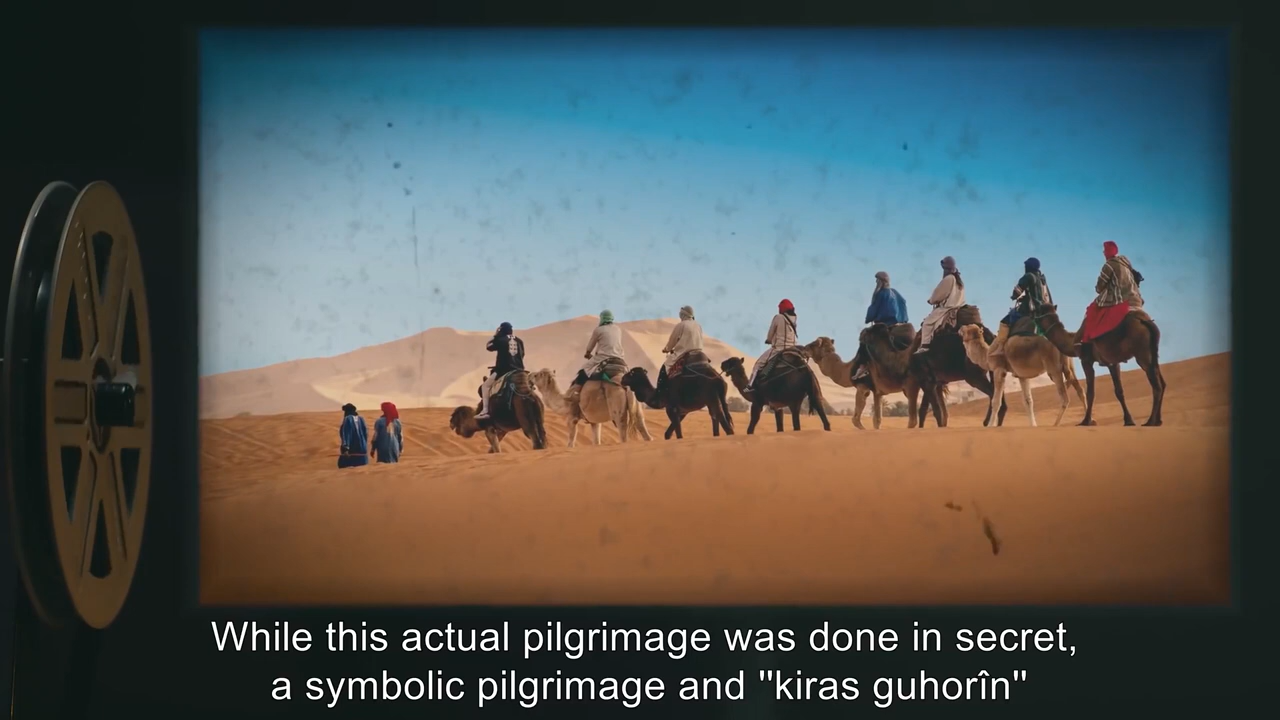 While this actual pilgrimage was done in secret,
a symbolic pilgrimage and "kiras guhorîn"